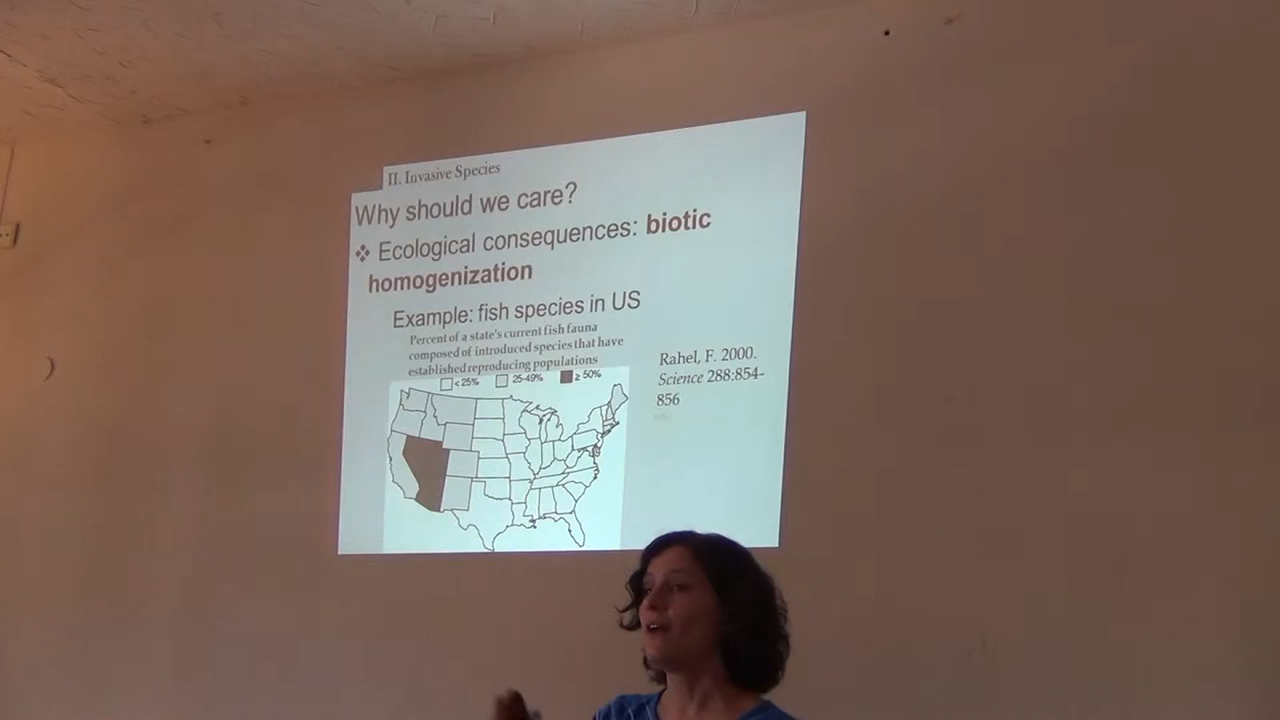 II. Invasive Species
Why should we care?
❖ Ecological consequences: biotic
homogenization
Example: fish species in US
Percent of a state's current fish fauna
composed of introduced species that have
established reproducing populations
< 25% 25-49% ≥ 50%
Rahel, F. 2000.
Science 288:854-
856